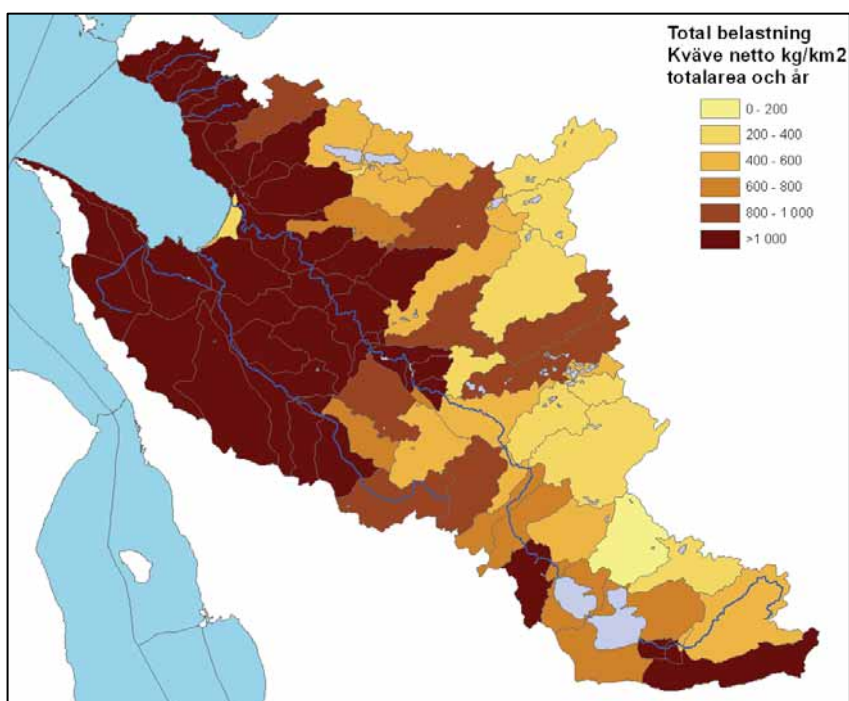 Total belastning
Kväve netto kg/km2
totalarea och år
0 - 200
200 - 400
400 - 600
600 - 800
800 - 1 000
>1 000